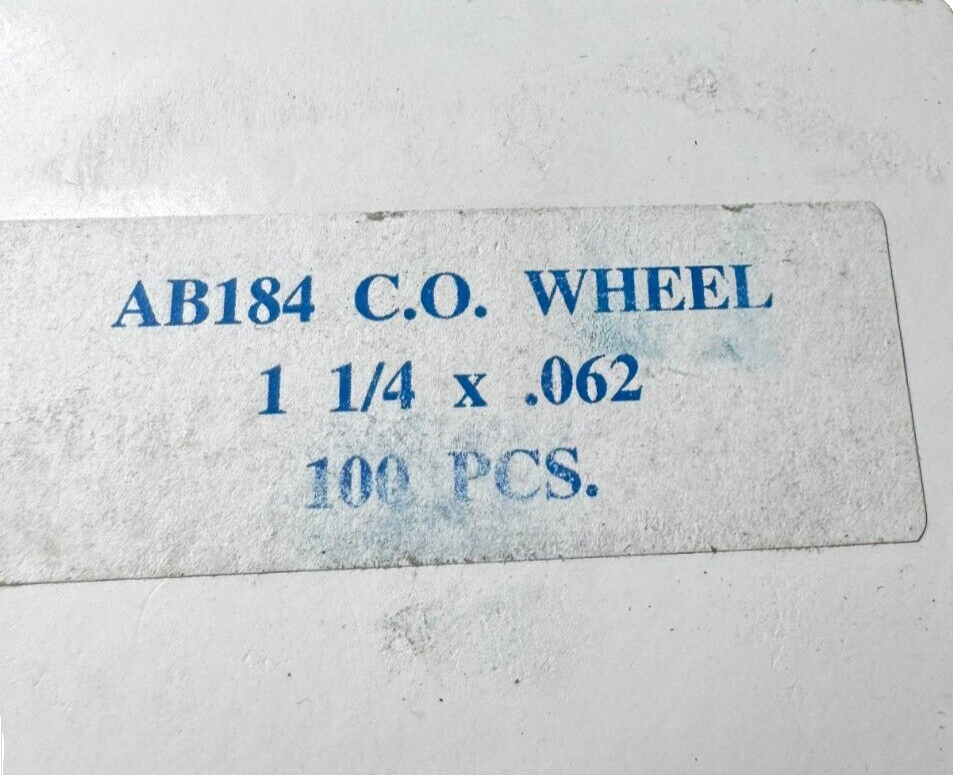 AB184 C.O. WHEEL
1 1/4 x .062
100 PCS.